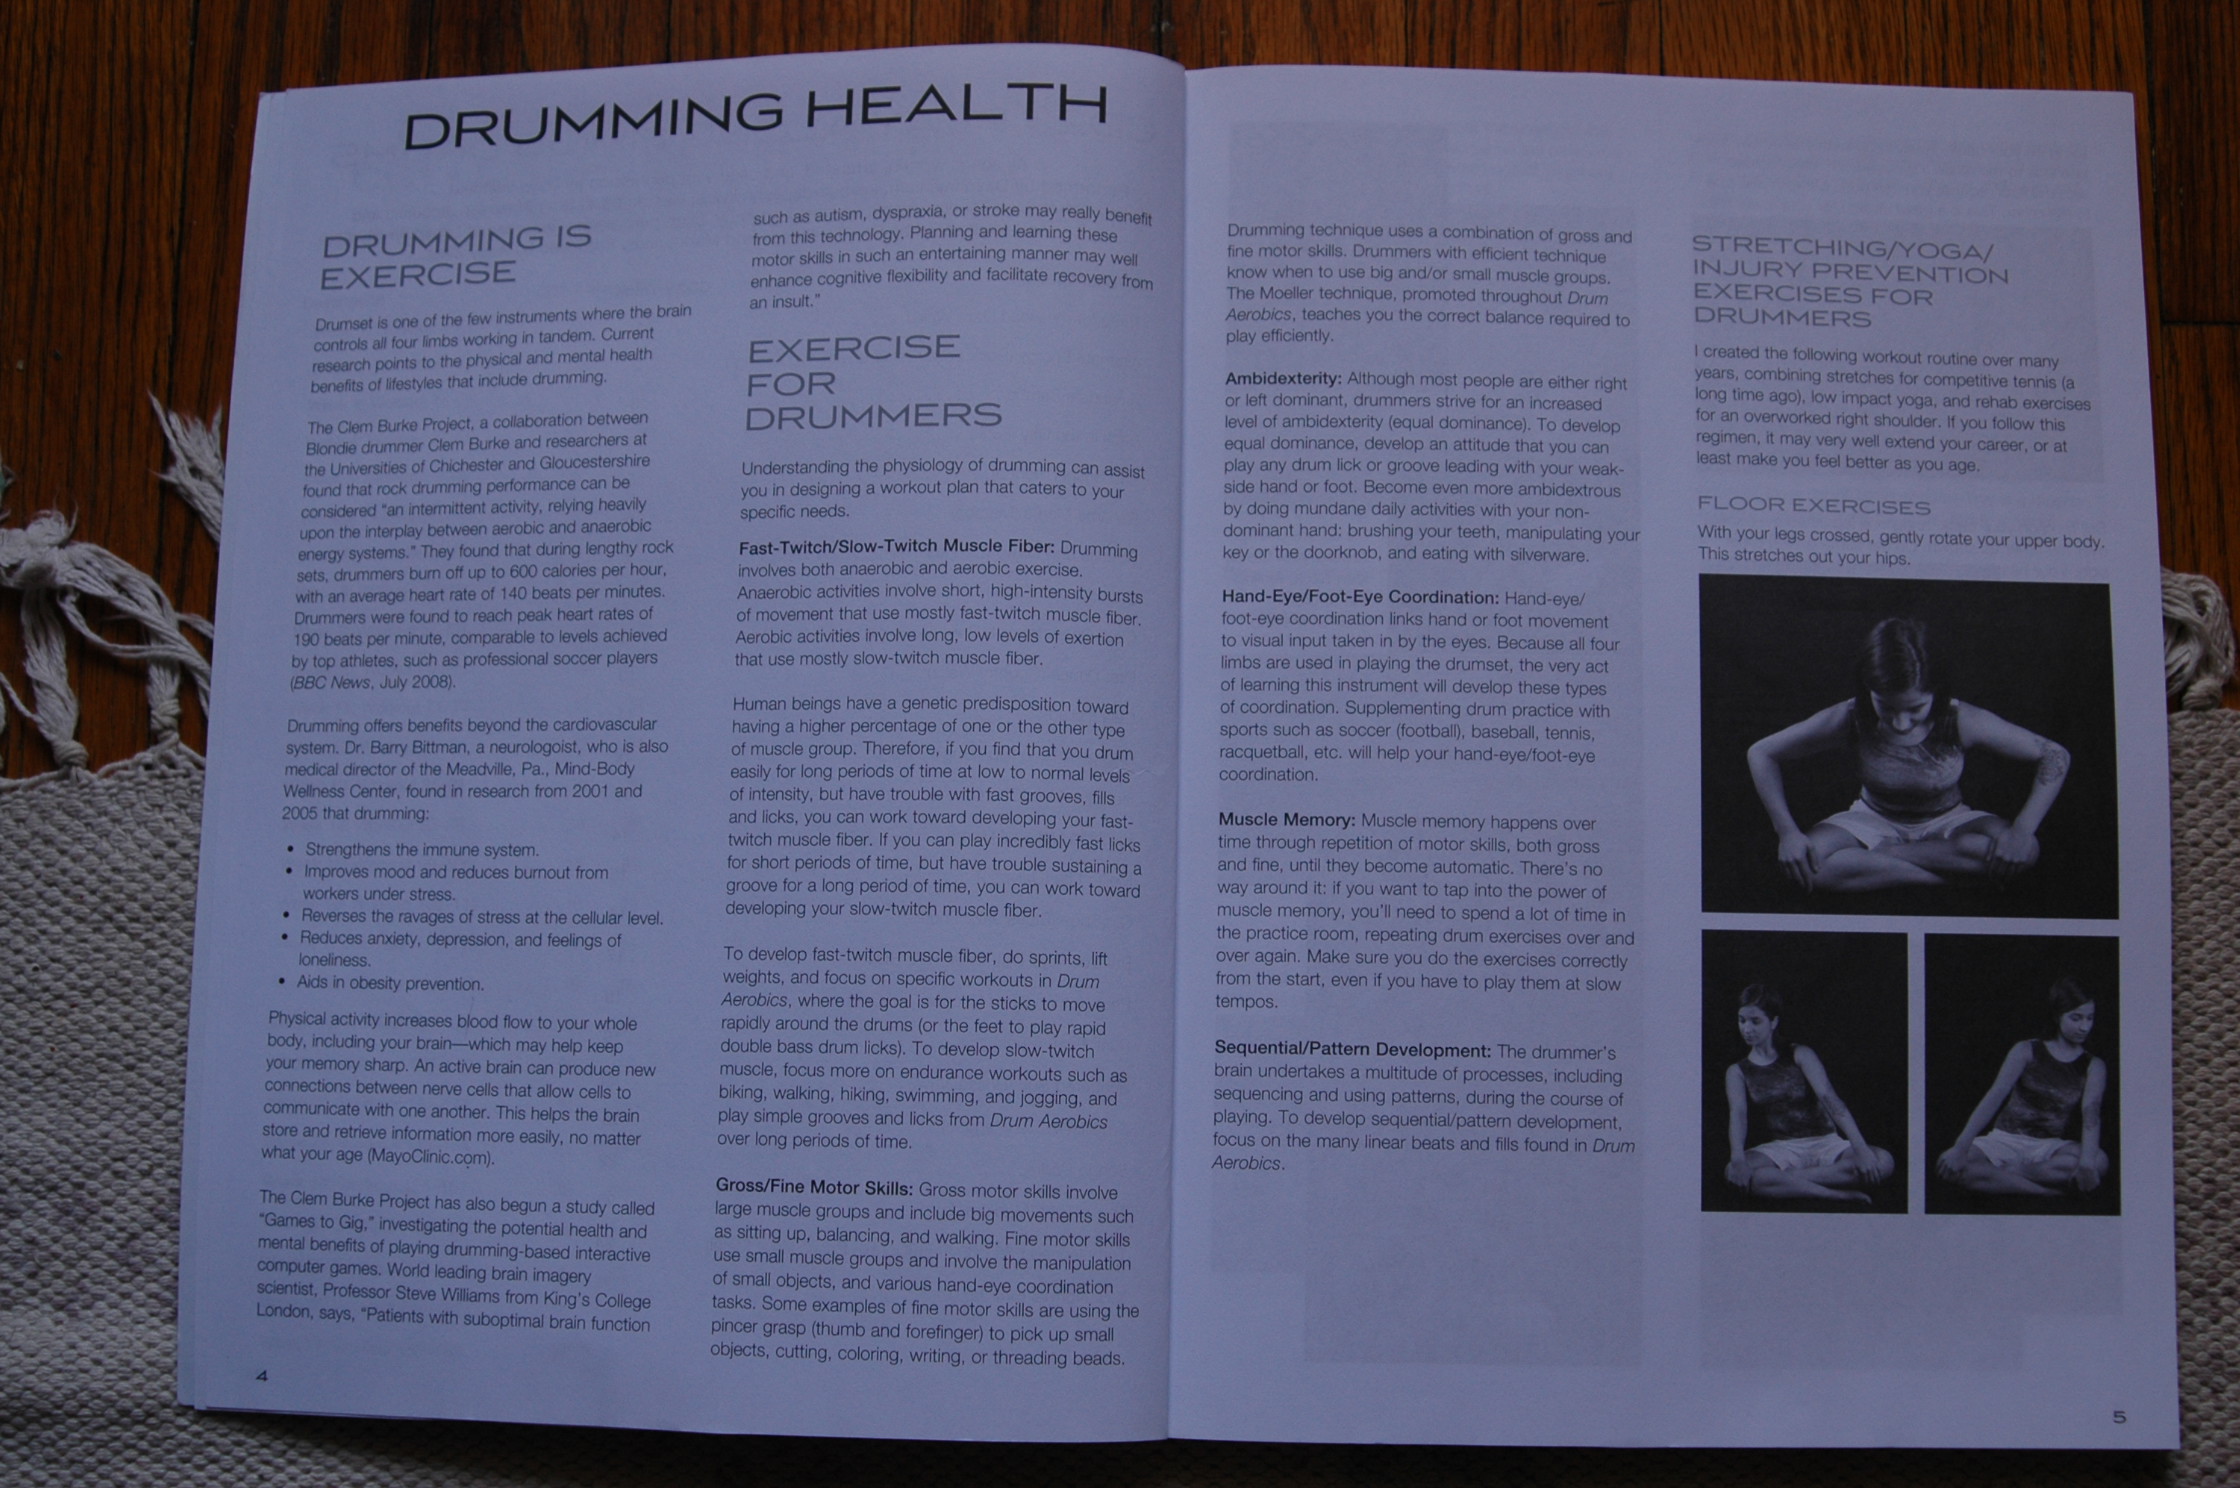 DRUMMING HEALTH
DRUMMING IS
EXERCISE
Drumset is one of the few instruments where the brain
controls all four limbs working in tandem. Current
research points to the physical and mental health
benefits of lifestyles that include drumming.
The Clem Burke Project, a collaboration between
Blondie drummer Clem Burke and researchers at
the Universities of Chichester and Gloucestershire
found that rock drumming performance can be
considered "an intermittent activity, relying heavily
upon the interplay between aerobic and anaerobic
energy systems." They found that during lengthy rock
sets, drummers burn off up to 600 calories per hour,
with an average heart rate of 140 beats per minutes.
Drummers were found to reach peak heart rates of
190 beats per minute, comparable to levels achieved
by top athletes, such as professional soccer players
(BBC News, July 2008).
Drumming offers benefits beyond the cardiovascular
system. Dr. Barry Bittman, a neurologist, who is also
medical director of the Meadville, Pa., Mind-Body
Wellness Center, found in research from 2001 and
2005 that drumming:
• Strengthens the immune system.
• Improves mood and reduces burnout from
workers under stress.
• Reverses the ravages of stress at the cellular level.
• Reduces anxiety, depression, and feelings of
loneliness.
• Aids in obesity prevention.
Physical activity increases blood flow to your whole
body, including your brain—which may help keep
your memory sharp. An active brain can produce new
connections between nerve cells that allow cells to
communicate with one another. This helps the brain
store and retrieve information more easily, no matter
what your age (MayoClinic.com).
The Clem Burke Project has also begun a study called
"Games to Gig," investigating the potential health and
mental benefits of playing drumming-based interactive
computer games. World leading brain imagery
scientist, Professor Steve Williams from King's College
London, says, "Patients with suboptimal brain function
4
such as autism, dyspraxia, or stroke may really benefit
from this technology. Planning and learning these
motor skills in such an entertaining manner may well
enhance cognitive flexibility and facilitate recovery from
an insult."
EXERCISE
FOR
DRUMMERS
Understanding the physiology of drumming can assist
you in designing a workout plan that caters to your
specific needs.
Fast-Twitch/Slow-Twitch Muscle Fiber: Drumming
involves both anaerobic and aerobic exercise.
Anaerobic activities involve short, high-intensity bursts
of movement that use mostly fast-twitch muscle fiber.
Aerobic activities involve long, low levels of exertion
that use mostly slow-twitch muscle fiber.
Human beings have a genetic predisposition toward
having a higher percentage of one or the other type
of muscle group. Therefore, if you find that you drum
easily for long periods of time at low to normal levels
of intensity, but have trouble with fast grooves, fills
and licks, you can work toward developing your fast-
twitch muscle fiber. If you can play incredibly fast licks
for short periods of time, but have trouble sustaining a
groove for a long period of time, you can work toward
developing your slow-twitch muscle fiber.
To develop fast-twitch muscle fiber, do sprints, lift
weights, and focus on specific workouts in Drum
Aerobics, where the goal is for the sticks to move
rapidly around the drums (or the feet to play rapid
double bass drum licks). To develop slow-twitch
muscle, focus more on endurance workouts such as
biking, walking, hiking, swimming, and jogging, and
play simple grooves and licks from Drum Aerobics
over long periods of time.
Gross/Fine Motor Skills: Gross motor skills involve
large muscle groups and include big movements such
as sitting up, balancing, and walking. Fine motor skills
use small muscle groups and involve the manipulation
of small objects, and various hand-eye coordination
tasks. Some examples of fine motor skills are using the
pincer grasp (thumb and forefinger) to pick up small
objects, cutting, coloring, writing, or threading beads.
Drumming technique uses a combination of gross and
fine motor skills. Drummers with efficient technique
know when to use big and/or small muscle groups.
The Moeller technique, promoted throughout Drum
Aerobics, teaches you the correct balance required to
play efficiently.
Ambidexterity: Although most people are either right
or left dominant, drummers strive for an increased
level of ambidexterity (equal dominance). To develop
equal dominance, develop an attitude that you can
play any drum lick or groove leading with your weak-
side hand or foot. Become even more ambidextrous
by doing mundane daily activities with your non-
dominant hand: brushing your teeth, manipulating your
key or the doorknob, and eating with silverware.
Hand-Eye/Foot-Eye Coordination: Hand-eye/
foot-eye coordination links hand or foot movement
to visual input taken in by the eyes. Because all four
limbs are used in playing the drumset, the very act
of learning this instrument will develop these types
of coordination. Supplementing drum practice with
sports such as soccer (football), baseball, tennis,
racquetball, etc. will help your hand-eye/foot-eye
coordination.
Muscle Memory: Muscle memory happens over
time through repetition of motor skills, both gross
and fine, until they become automatic. There's no
way around it: if you want to tap into the power of
muscle memory, you'll need to spend a lot of time in
the practice room, repeating drum exercises over and
over again. Make sure you do the exercises correctly
from the start, even if you have to play them at slow
tempos.
Sequential/Pattern Development: The drummer's
brain undertakes a multitude of processes, including
sequencing and using patterns, during the course of
playing. To develop sequential/pattern development,
focus on the many linear beats and fills found in Drum
Aerobics.
STRETCHING/YOGA/
INJURY PREVENTION
EXERCISES FOR
DRUMMERS
I created the following workout routine over many
years, combining stretches for competitive tennis (a
long time ago), low impact yoga, and rehab exercises
for an overworked right shoulder. If you follow this
regimen, it may very well extend your career, or at
least make you feel better as you age.
FLOOR EXERCISES
With your legs crossed, gently rotate your upper body.
This stretches out your hips.
5